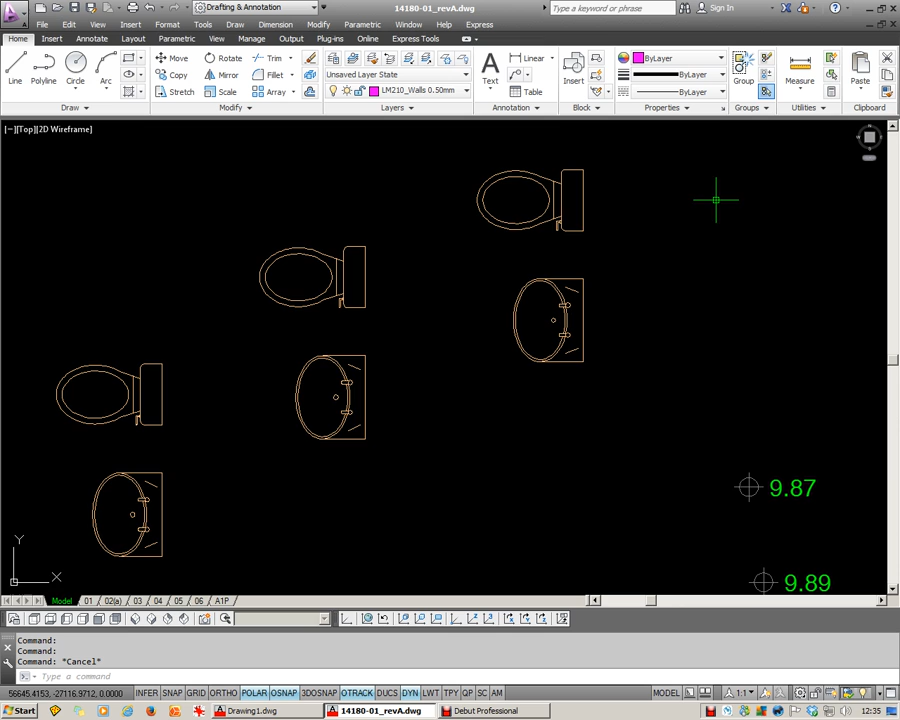 Drafting & Annotation
14180-01_revA.dwg
Type a keyword or phrase
Sign In
File Edit View Insert Format Tools Draw Dimension Modify Parametric Window Help Express
Home Insert Annotate Layout Parametric View Manage Output Plug-ins Online Express Tools
Line Polyline Circle Arc
Move Rotate Trim
Copy Mirror Fillet
Stretch Scale Array
Unsaved Layer State
LM210_Walls 0.50mm
Text Linear
Table
Insert
ByLayer
ByLayer
ByLayer
Group
Measure
Paste
Draw Modify Layers Annotation Block Properties Groups Utilities Clipboard
[−][Top][2D Wireframe]
9.87
9.89
Y
X
Model 01 02(a) 03 04 05 06 A1P
Command:
Command:
Command: *Cancel*
Type a command
56645.4153, -27116.9712, 0.0000 INFER SNAP GRID ORTHO POLAR OSNAP 3DOSNAP OTRACK DUCS DYN LWT TPY QP SC AM MODEL 1:1
Start Drawing1.dwg 14180-01_revA.dwg Debut Professional 12:35